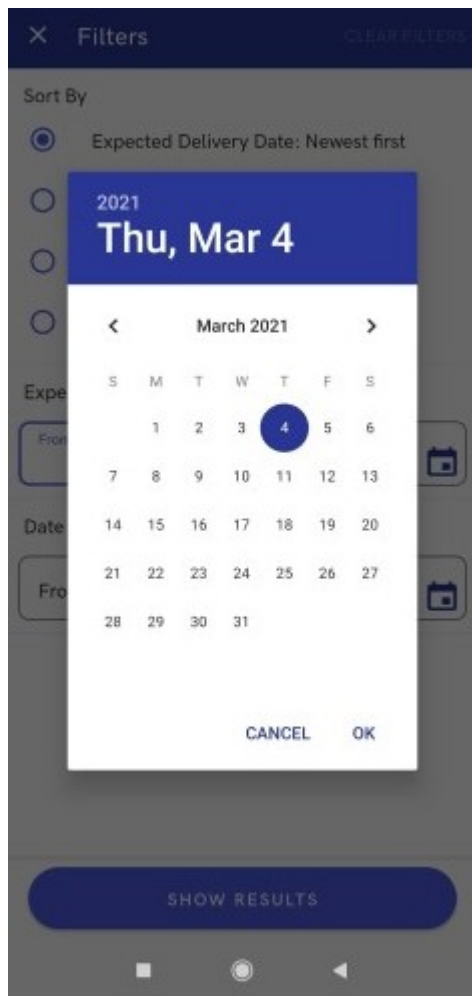 Filters CLEAR FILTERS
Sort By
Expected Delivery Date: Newest first
2021
Thu, Mar 4
March 2021
S M T W T F S
1 2 3 4 5 6
7 8 9 10 11 12 13
14 15 16 17 18 19 20
21 22 23 24 25 26 27
28 29 30 31
Expe
From
Date
Fro
CANCEL OK
SHOW RESULTS